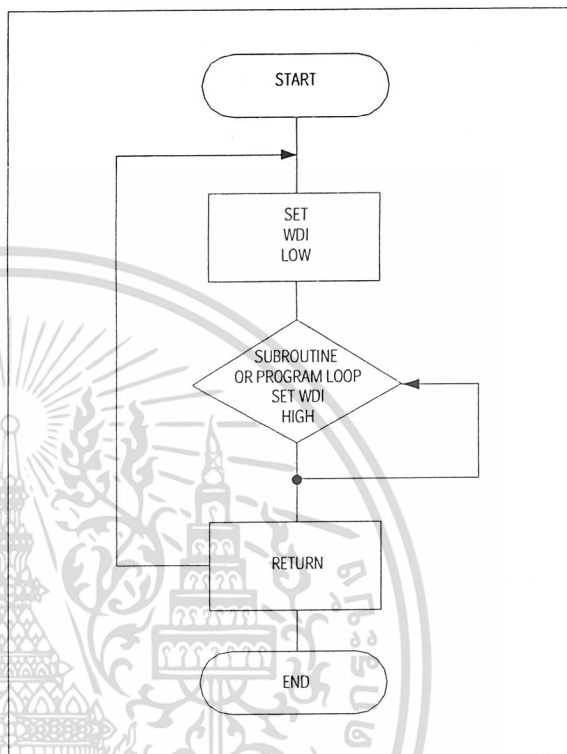 START
SET
WDI
LOW
SUBROUTINE
OR PROGRAM LOOP
SET WDI
HIGH
RETURN
END